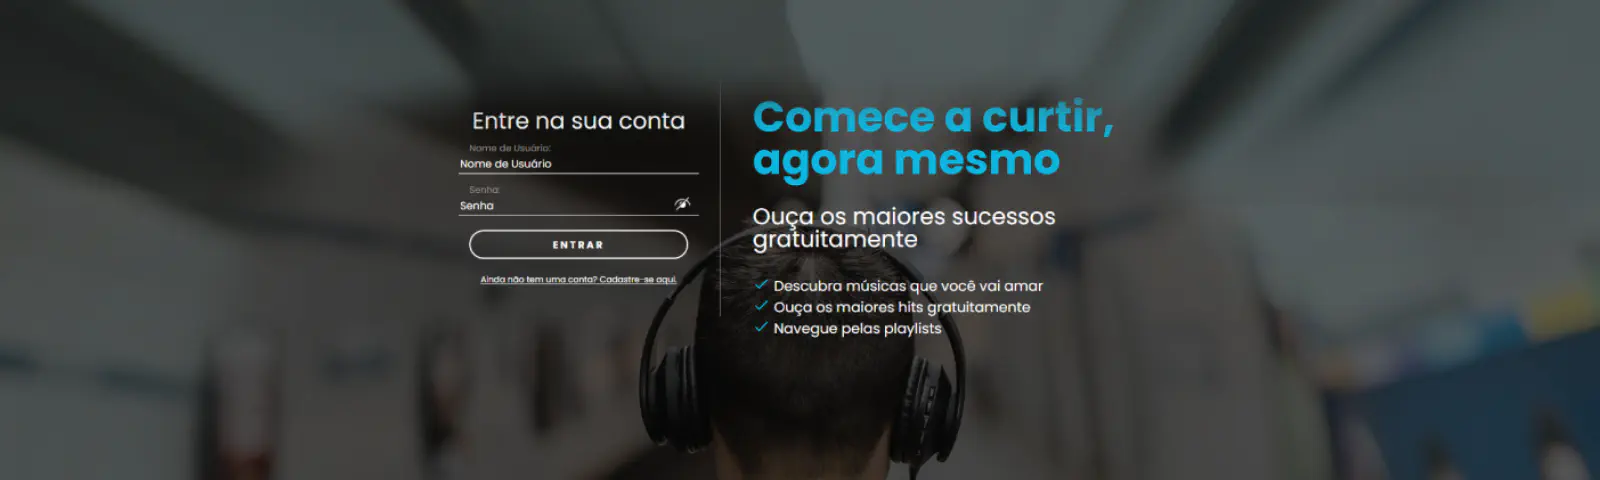 Entre na sua conta
Nome de Usuário:
Nome de Usuário
Senha:
Senha
ENTRAR
Ainda não tem uma conta? Cadastre-se aqui.
Comece a curtir,
agora mesmo
Ouça os maiores sucessos
gratuitamente
Descubra músicas que você vai amar
Ouça os maiores hits gratuitamente
Navegue pelas playlists